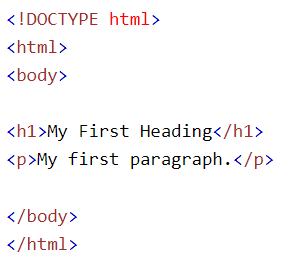 <!DOCTYPE html>
<html>
<body>

<h1>My First Heading</h1>
<p>My first paragraph.</p>

</body>
</html>